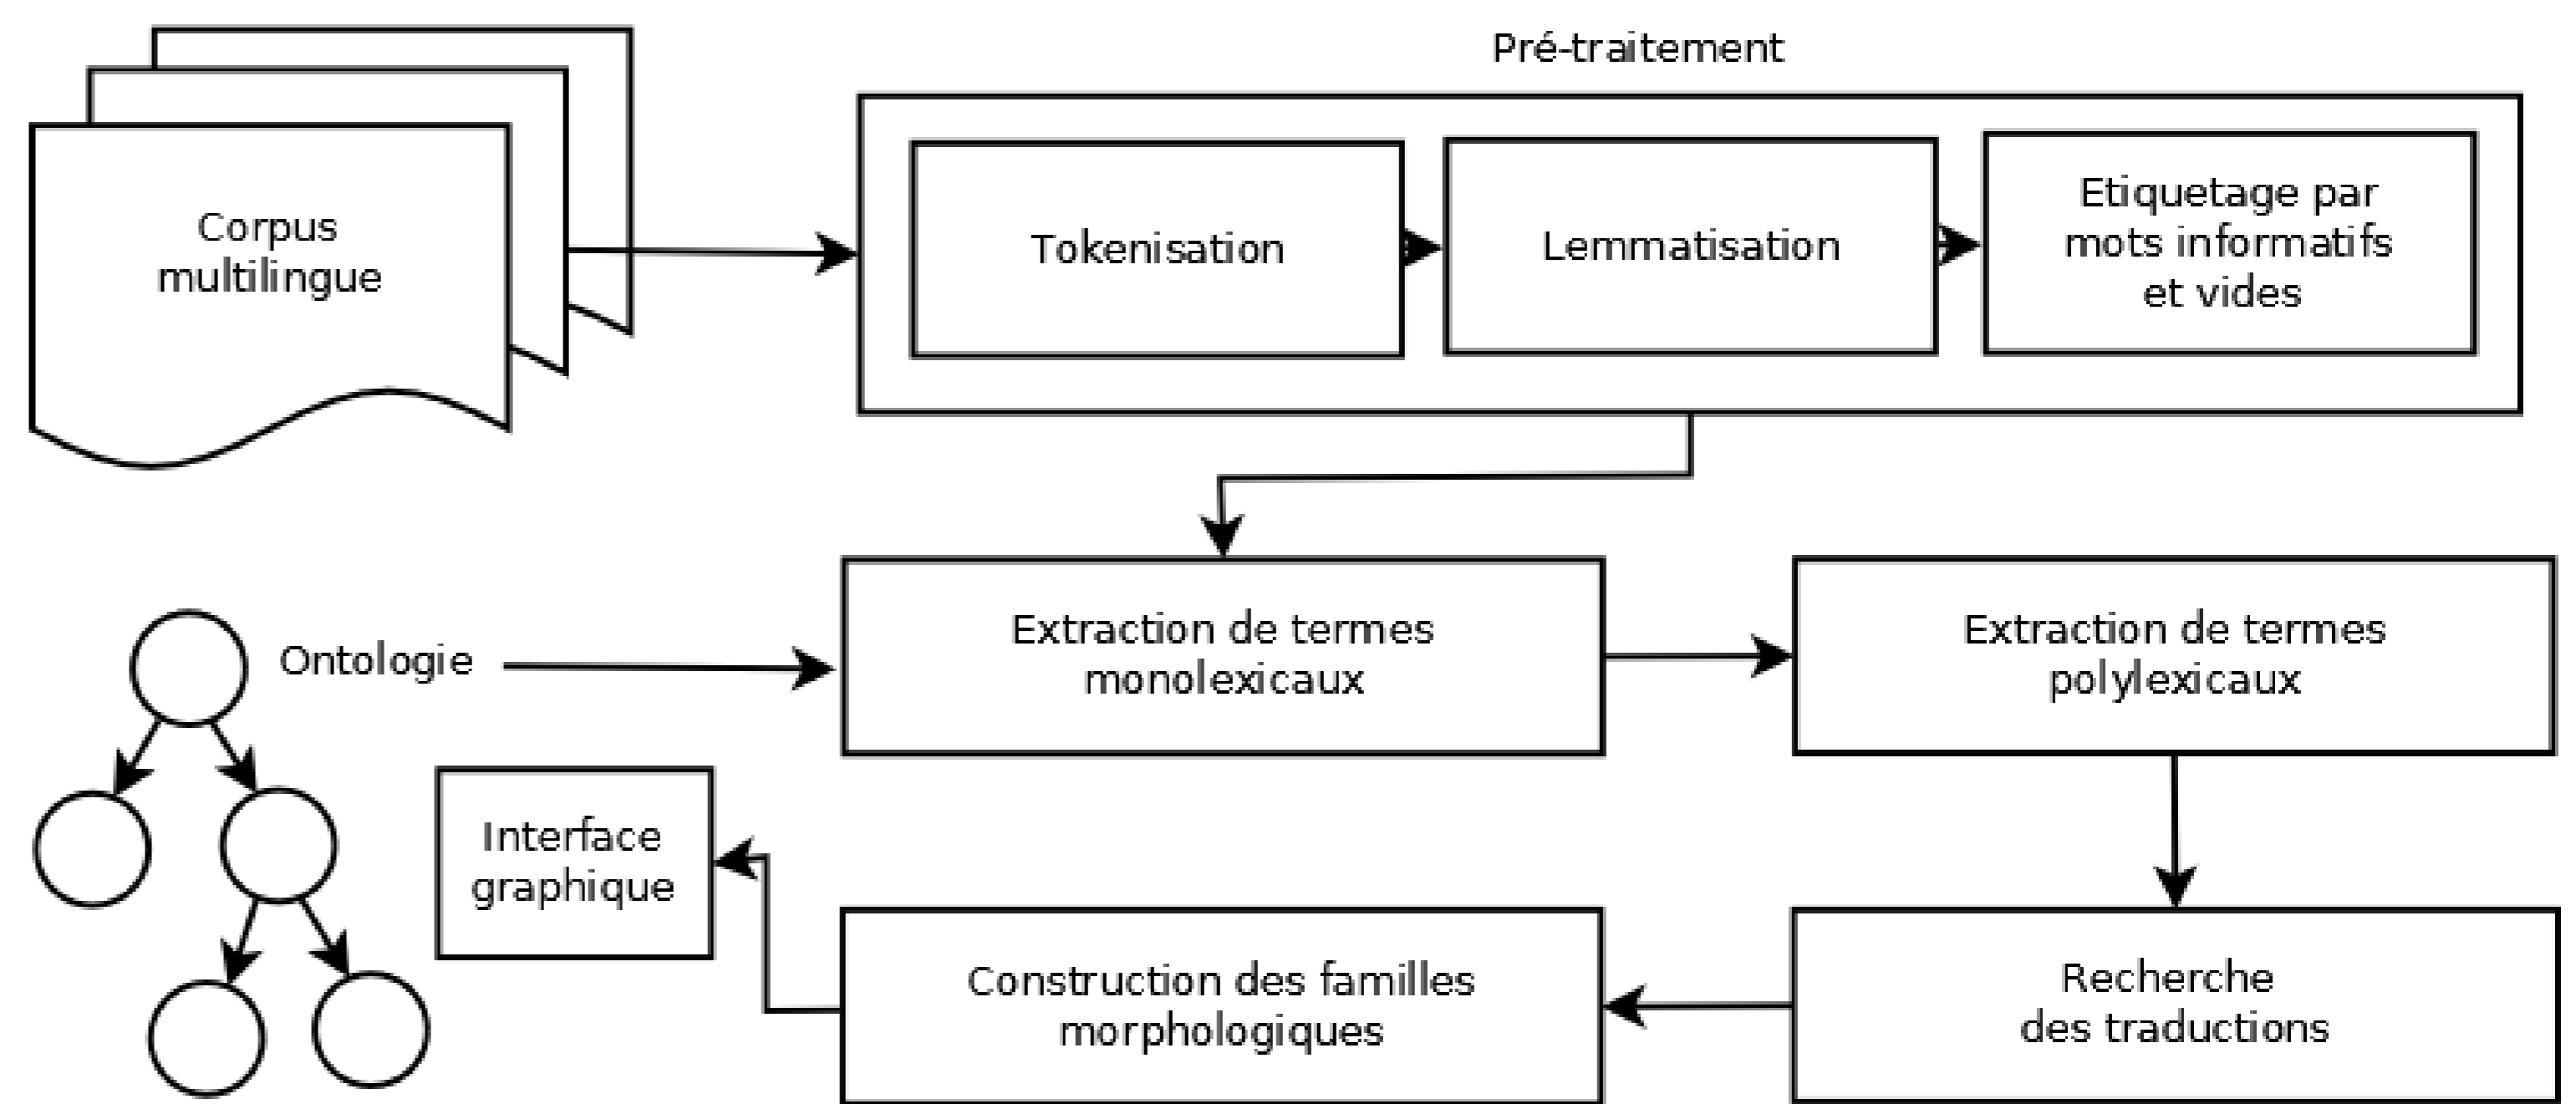 Pré-traitement
Corpus
multilingue
Tokenisation
Lemmatisation
Etiquetage par
mots informatifs
et vides
Ontologie
Extraction de termes
monolexicaux
Extraction de termes
polylexicaux
Interface
graphique
Construction des familles
morphologiques
Recherche
des traductions